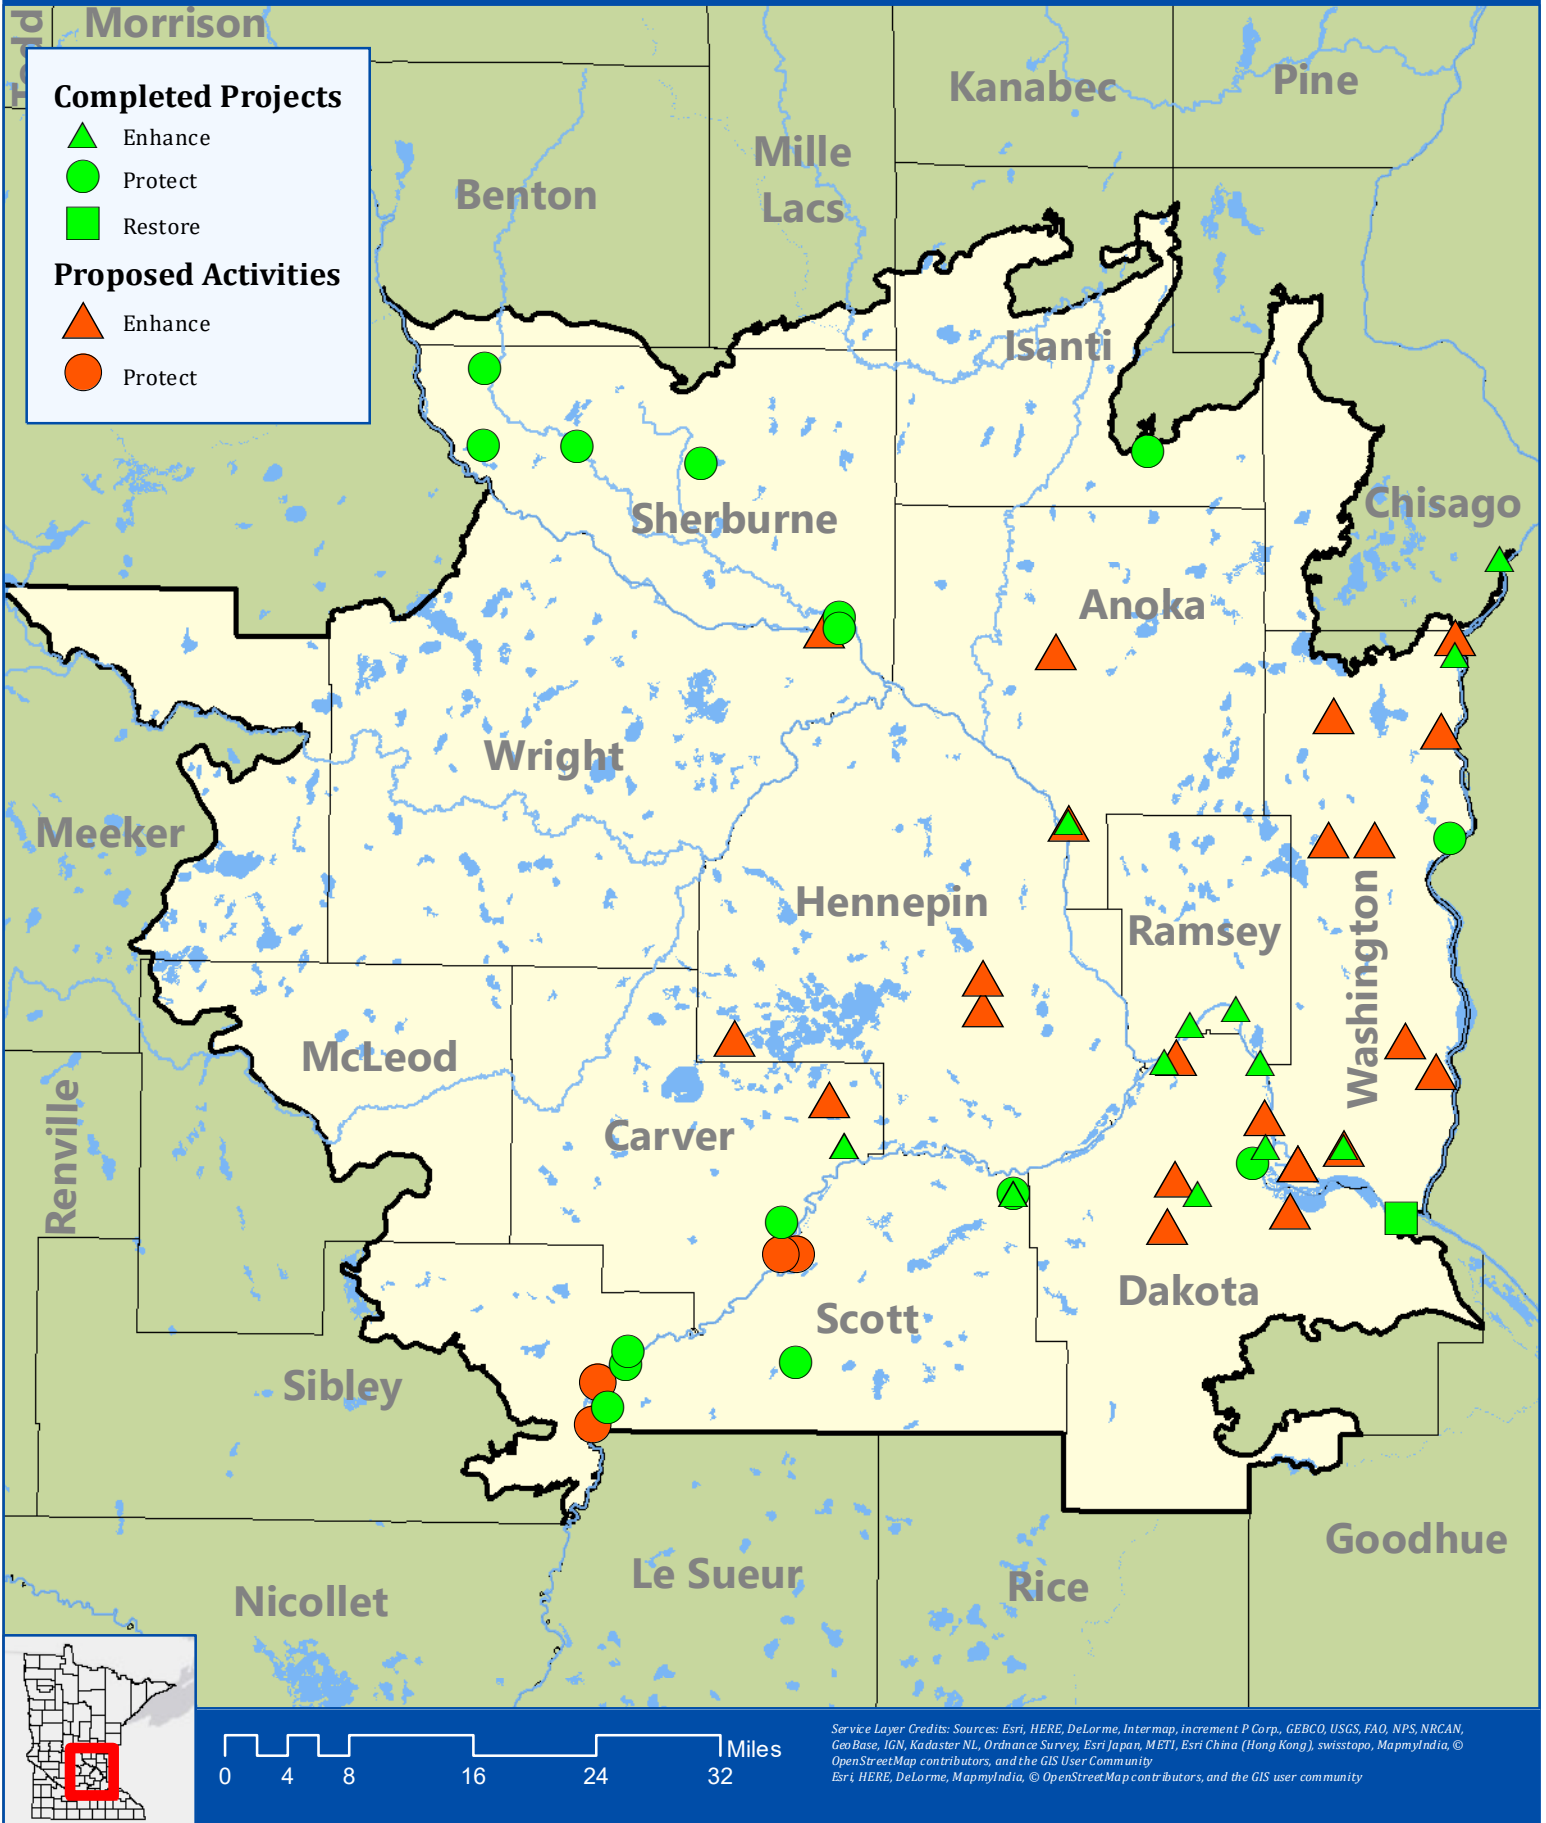 Todd
Morrison
Kanabec
Pine
Mille
Lacs
Benton
Completed Projects
Enhance
Protect
Restore
Proposed Activities
Enhance
Protect
Isanti
Sherburne
Chisago
Anoka
Wright
Meeker
Hennepin
Ramsey
Washington
McLeod
Renville
Carver
Dakota
Scott
Sibley
Goodhue
Le Sueur
Rice
Nicollet
0 4 8 16 24 32 Miles
Service Layer Credits: Sources: Esri, HERE, DeLorme, Intermap, increment P Corp., GEBCO, USGS, FAO, NPS, NRCAN,
GeoBase, IGN, Kadaster NL, Ordnance Survey, Esri Japan, METI, Esri China (Hong Kong), swisstopo, MapmyIndia, ©
OpenStreetMap contributors, and the GIS User Community
Esri, HERE, DeLorme, MapmyIndia, © OpenStreetMap contributors, and the GIS user community